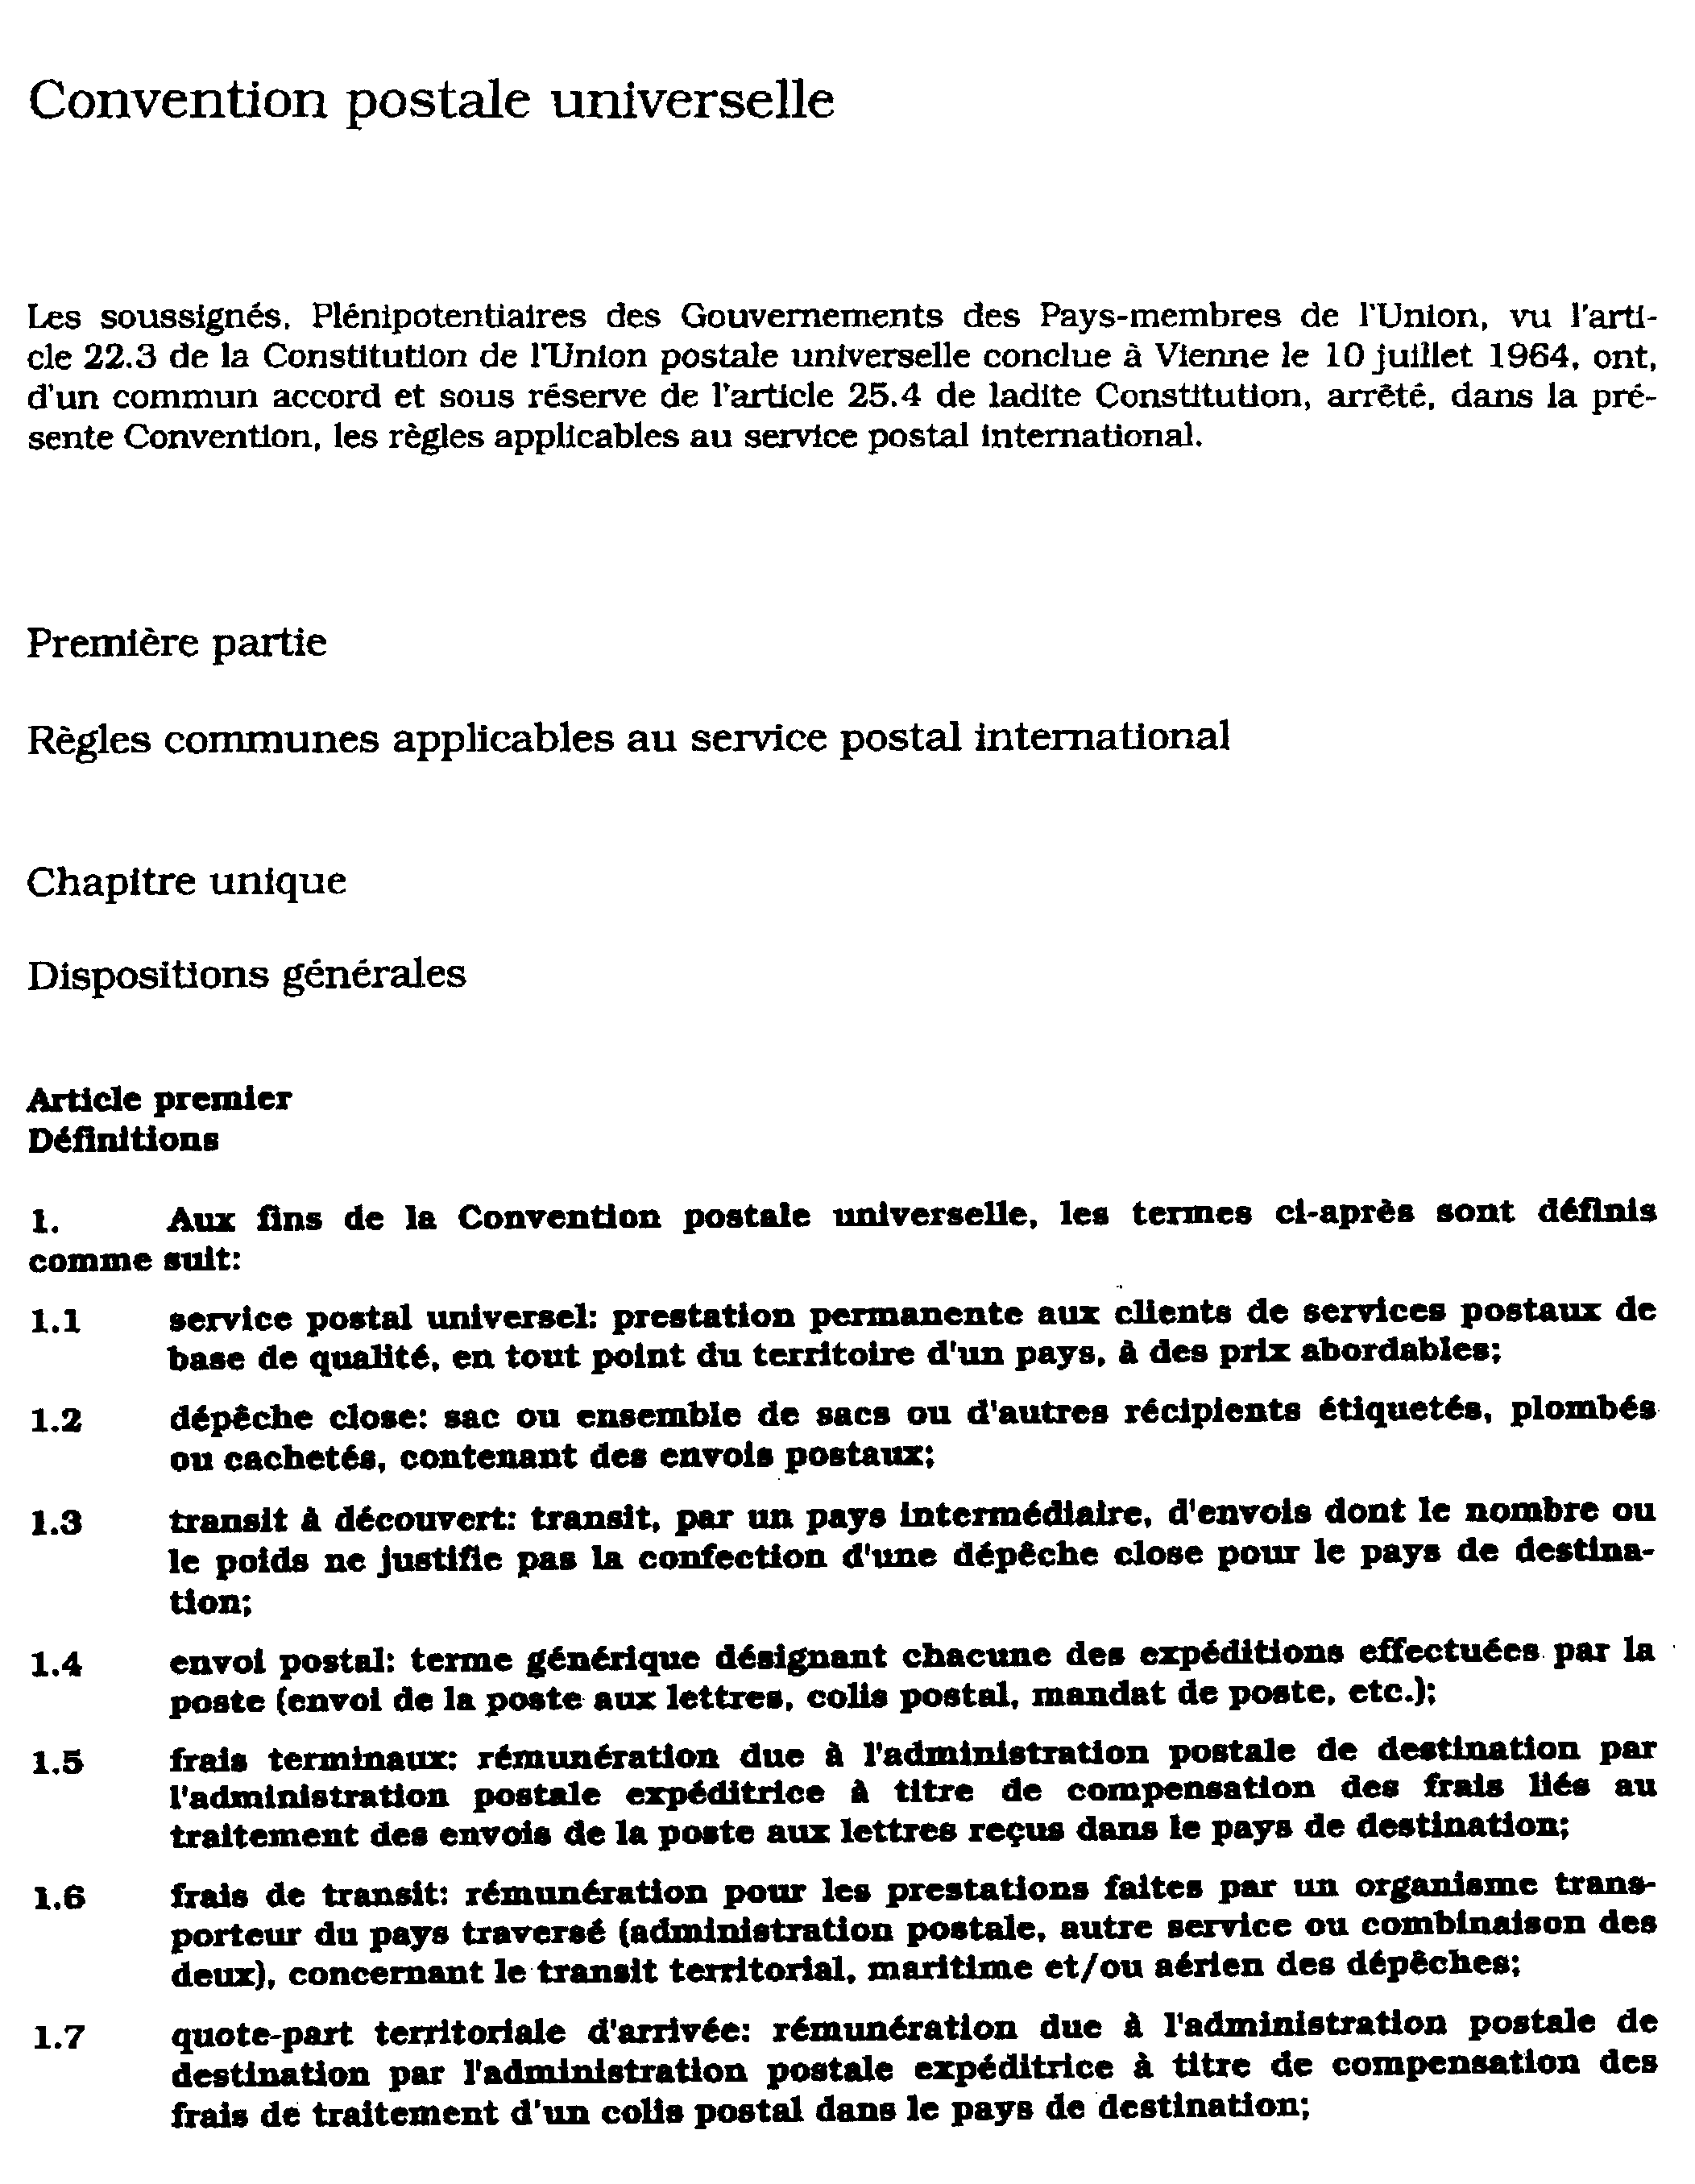 Convention postale universelle
Les soussignés, Plénipotentiaires des Gouvernements des Pays-membres de l'Union, vu l'arti-
cle 22.3 de la Constitution de l'Union postale universelle conclue à Vienne le 10 juillet 1964, ont,
d'un commun accord et sous réserve de l'article 25.4 de ladite Constitution, arrêté, dans la pré-
sente Convention, les règles applicables au service postal international.
Première partie
Règles communes applicables au service postal international
Chapitre unique
Dispositions générales
Article premier
Définitions
1. Aux fins de la Convention postale universelle, les termes ci-après sont définis
comme suit:
1.1 service postal universel: prestation permanente aux clients de services postaux de
base de qualité, en tout point du territoire d'un pays, à des prix abordables;
1.2 dépêche close: sac ou ensemble de sacs ou d'autres récipients étiquetés, plombés
ou cachetés, contenant des envois postaux;
1.3 transit à découvert: transit, par un pays intermédiaire, d'envois dont le nombre ou
le poids ne justifie pas la confection d'une dépêche close pour le pays de destina-
tion;
1.4 envoi postal: terme générique désignant chacune des expéditions effectuées par la
poste (envoi de la poste aux lettres, colis postal, mandat de poste, etc.);
1.5 frais terminaux: rémunération due à l'administration postale de destination par
l'administration postale expéditrice à titre de compensation des frais liés au
traitement des envois de la poste aux lettres reçus dans le pays de destination;
1.6 frais de transit: rémunération pour les prestations faites par un organisme trans-
porteur du pays traversé (administration postale, autre service ou combinaison des
deux), concernant le transit territorial, maritime et/ou aérien des dépêches;
1.7 quote-part territoriale d'arrivée: rémunération due à l'administration postale de
destination par l'administration postale expéditrice à titre de compensation des
frais de traitement d'un colis postal dans le pays de destination;